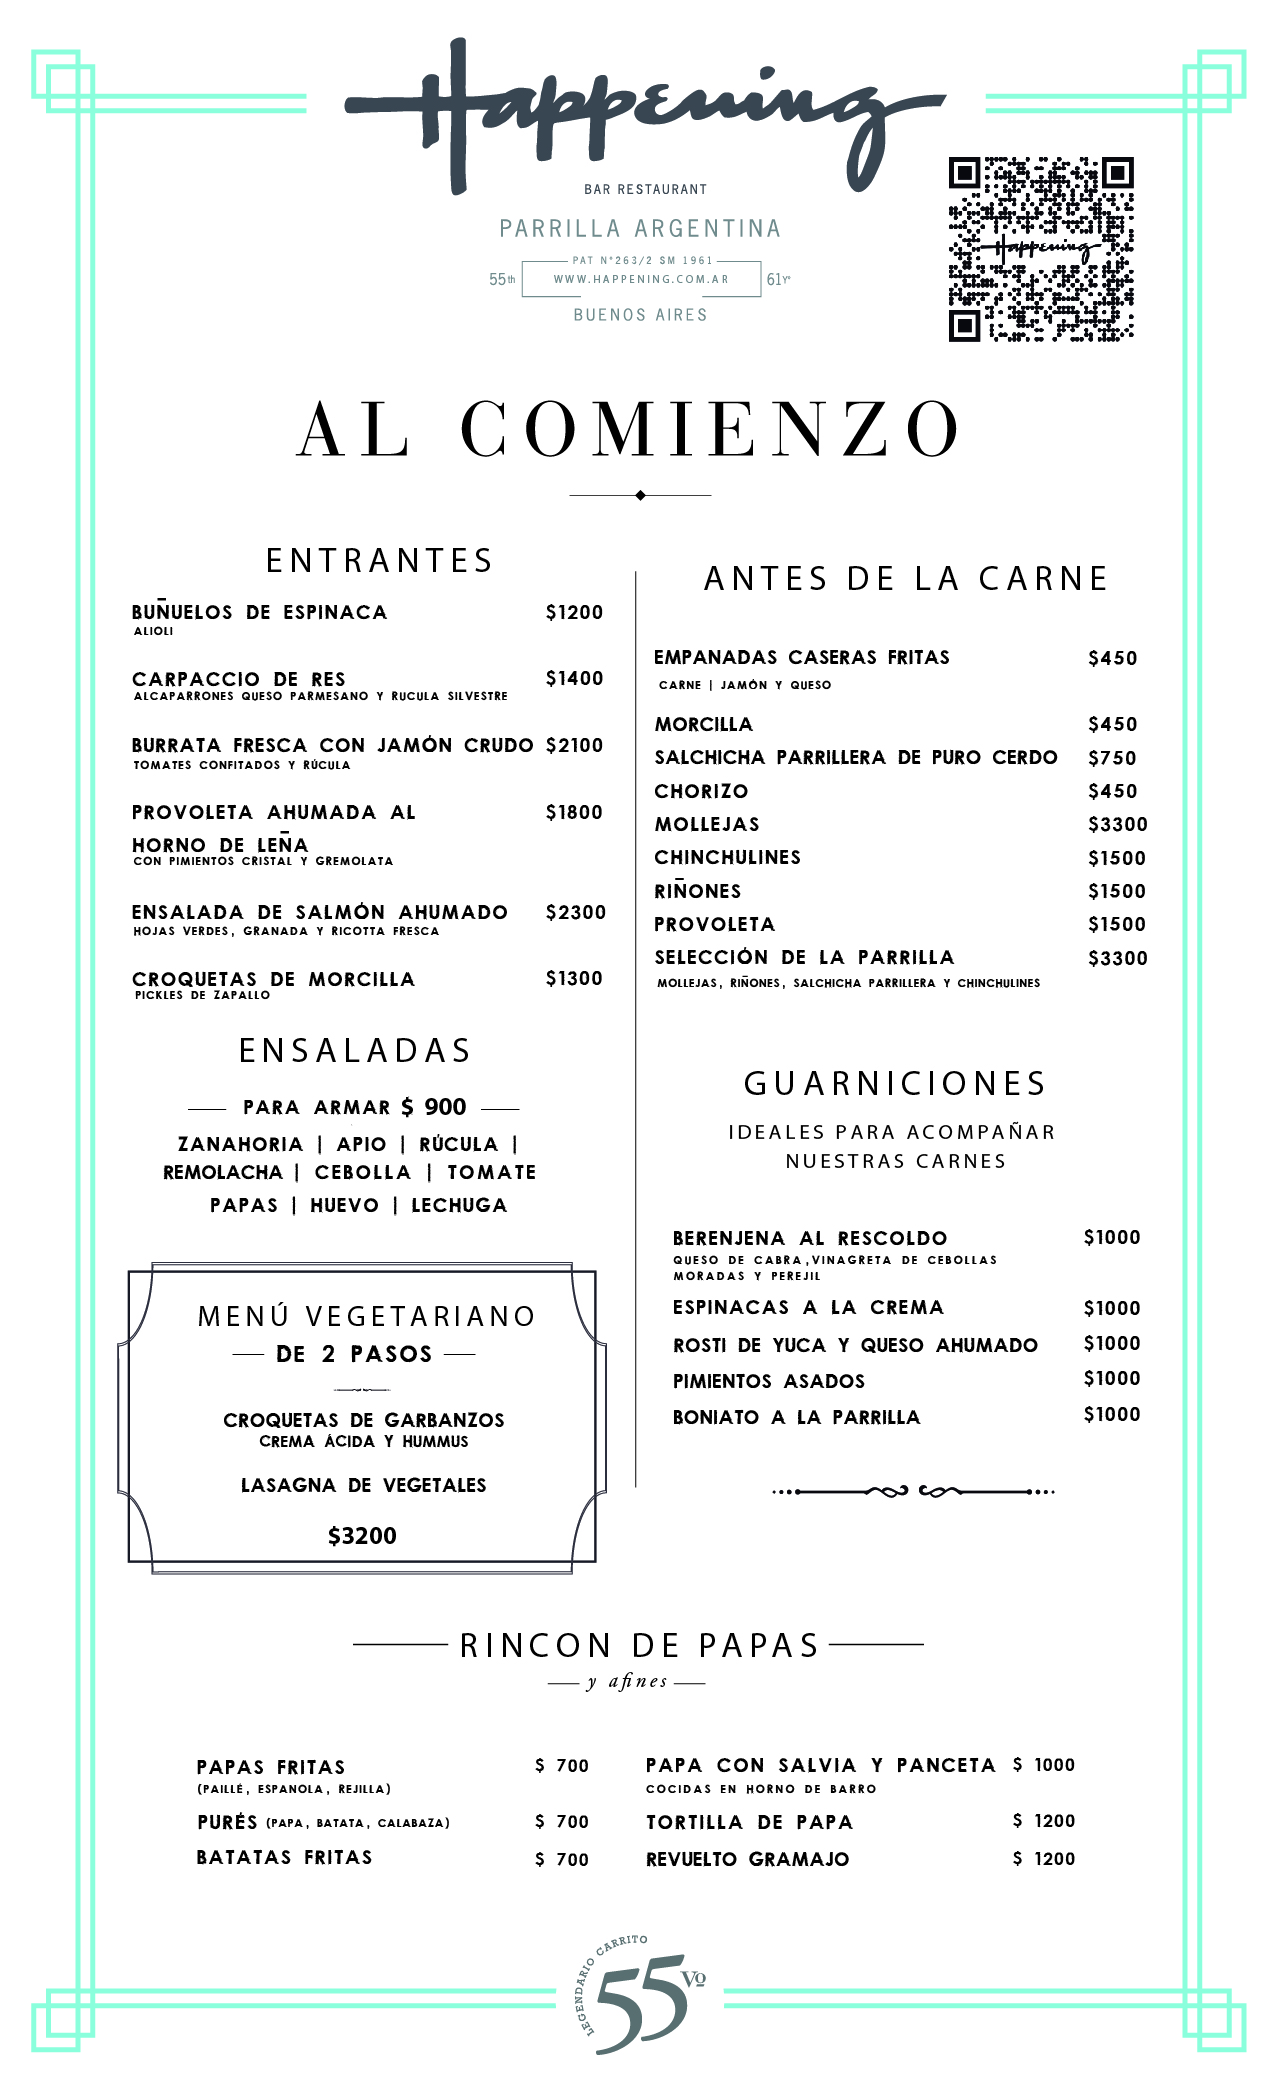 Happening
BAR RESTAURANT
PARRILLA ARGENTINA
PAT N°263/2 SM 1961
55th WWW.HAPPENING.COM.AR 61Yº
BUENOS AIRES
Happening
AL COMIENZO
ENTRANTES
BUÑUELOS DE ESPINACA $1200
ALIOLI
CARPACCIO DE RES $1400
ALCAPARRONES QUESO PARMESANO Y RUCULA SILVESTRE
BURRATA FRESCA CON JAMÓN CRUDO $2100
TOMATES CONFITADOS Y RÚCULA
PROVOLETA AHUMADA AL $1800
HORNO DE LEÑA
CON PIMIENTOS CRISTAL Y GREMOLATA
ENSALADA DE SALMÓN AHUMADO $2300
HOJAS VERDES, GRANADA Y RICOTTA FRESCA
CROQUETAS DE MORCILLA $1300
PICKLES DE ZAPALLO
ENSALADAS
PARA ARMAR $ 900
ZANAHORIA | APIO | RÚCULA |
REMOLACHA | CEBOLLA | TOMATE
PAPAS | HUEVO | LECHUGA
MENÚ VEGETARIANO
DE 2 PASOS
CROQUETAS DE GARBANZOS
CREMA ÁCIDA Y HUMMUS
LASAGNA DE VEGETALES
$3200
ANTES DE LA CARNE
EMPANADAS CASERAS FRITAS $450
CARNE | JAMÓN Y QUESO
MORCILLA $450
SALCHICHA PARRILLERA DE PURO CERDO $750
CHORIZO $450
MOLLEJAS $3300
CHINCHULINES $1500
RIÑONES $1500
PROVOLETA $1500
SELECCIÓN DE LA PARRILLA $3300
MOLLEJAS, RIÑONES, SALCHICHA PARRILLERA Y CHINCHULINES
GUARNICIONES
IDEALES PARA ACOMPAÑAR
NUESTRAS CARNES
BERENJENA AL RESCOLDO $1000
QUESO DE CABRA,VINAGRETA DE CEBOLLAS
MORADAS Y PEREJIL
ESPINACAS A LA CREMA $1000
ROSTI DE YUCA Y QUESO AHUMADO $1000
PIMIENTOS ASADOS $1000
BONIATO A LA PARRILLA $1000
RINCON DE PAPAS
y afines
PAPAS FRITAS $ 700
(PAILLÉ, ESPANOLA, REJILLA)
PURÉS (PAPA, BATATA, CALABAZA) $ 700
BATATAS FRITAS $ 700
PAPA CON SALVIA Y PANCETA $ 1000
COCIDAS EN HORNO DE BARRO
TORTILLA DE PAPA $ 1200
REVUELTO GRAMAJO $ 1200
LEGENDARIO CARRITO
55Vº